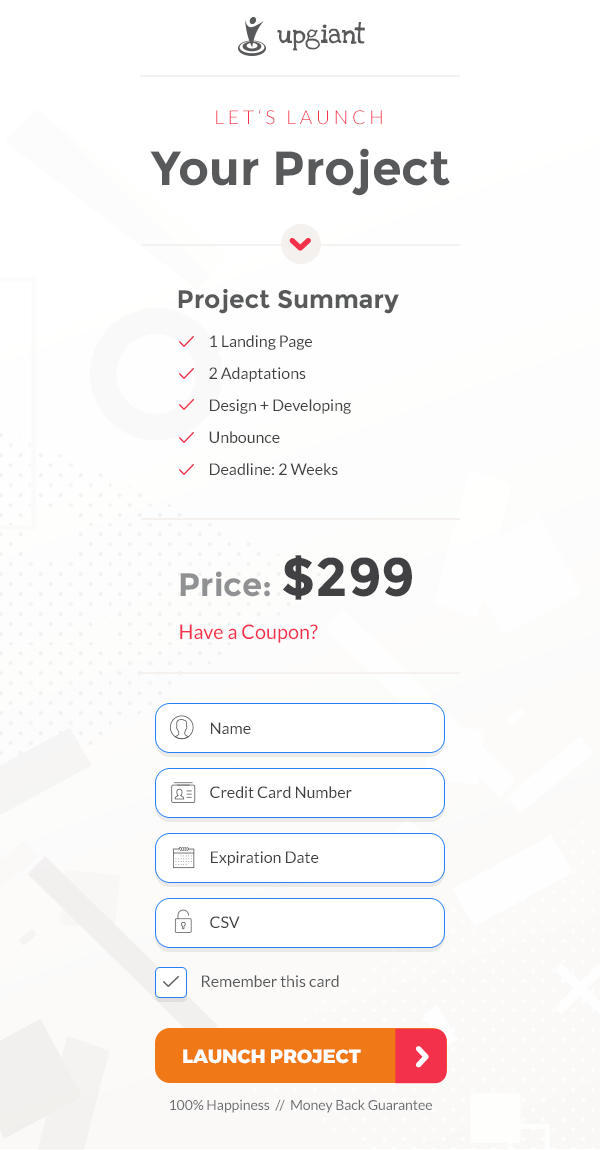 upgiant
LET'S LAUNCH
Your Project
Project Summary
1 Landing Page
2 Adaptations
Design + Developing
Unbounce
Deadline: 2 Weeks
Price: $299
Have a Coupon?
Name
Credit Card Number
Expiration Date
CSV
Remember this card
LAUNCH PROJECT
100% Happiness // Money Back Guarantee